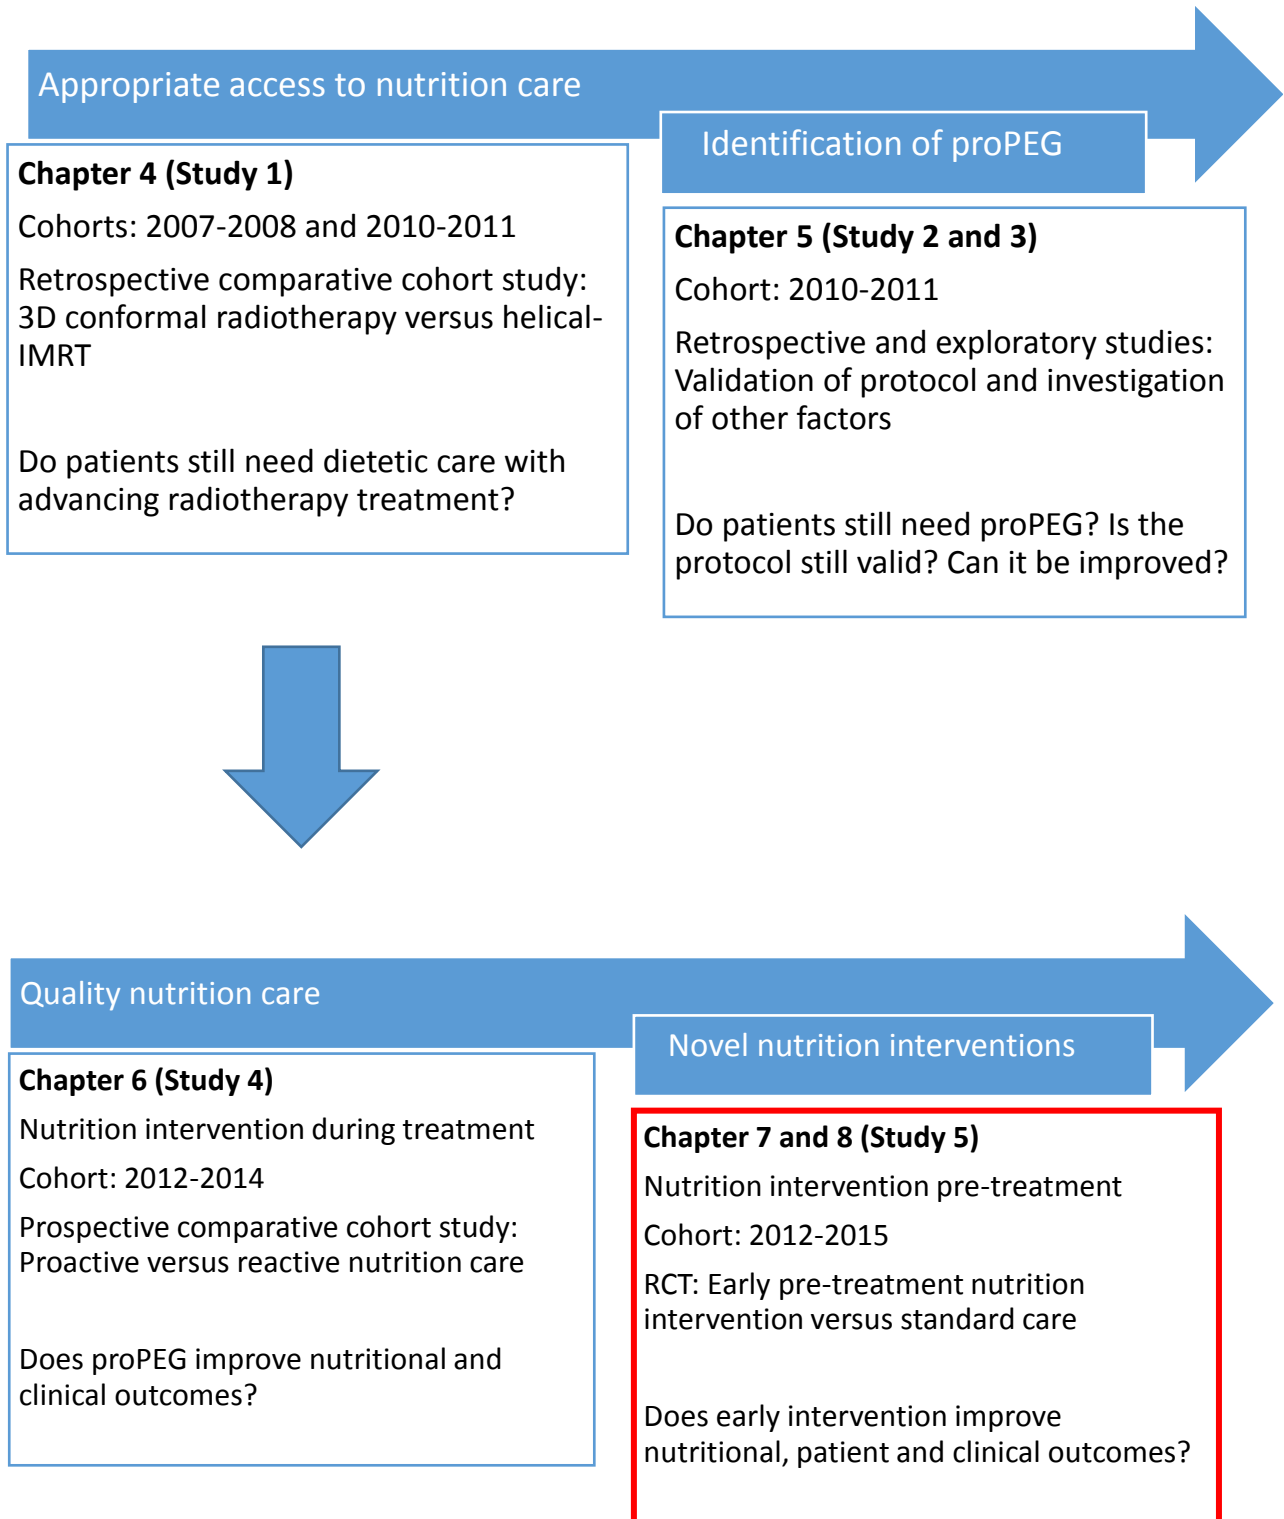 Appropriate access to nutrition care
Identification of proPEG
Chapter 4 (Study 1)
Cohorts: 2007-2008 and 2010-2011
Retrospective comparative cohort study:
3D conformal radiotherapy versus helical-
IMRT
Do patients still need dietetic care with
advancing radiotherapy treatment?
Chapter 5 (Study 2 and 3)
Cohort: 2010-2011
Retrospective and exploratory studies:
Validation of protocol and investigation
of other factors
Do patients still need proPEG? Is the
protocol still valid? Can it be improved?
Quality nutrition care
Novel nutrition interventions
Chapter 6 (Study 4)
Nutrition intervention during treatment
Cohort: 2012-2014
Prospective comparative cohort study:
Proactive versus reactive nutrition care
Does proPEG improve nutritional and
clinical outcomes?
Chapter 7 and 8 (Study 5)
Nutrition intervention pre-treatment
Cohort: 2012-2015
RCT: Early pre-treatment nutrition
intervention versus standard care
Does early intervention improve
nutritional, patient and clinical outcomes?